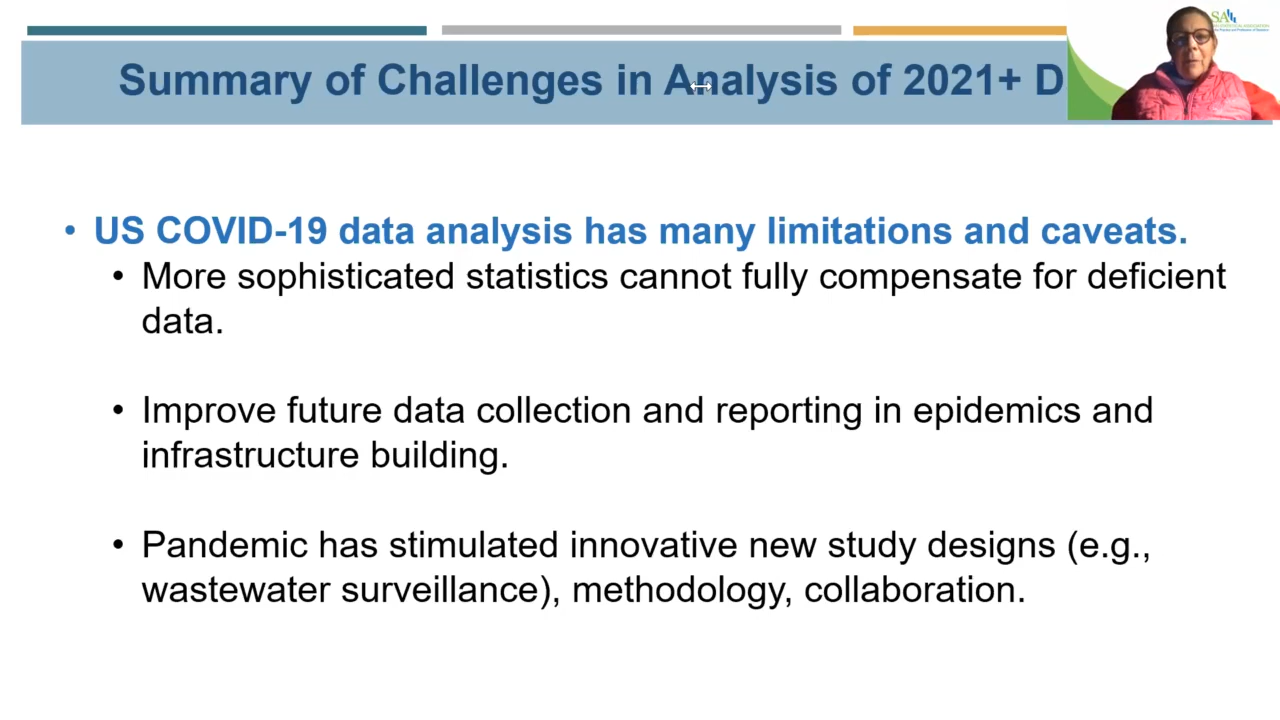 Summary of Challenges in Analysis of 2021+ D
SA
• US COVID-19 data analysis has many limitations and caveats.
• More sophisticated statistics cannot fully compensate for deficient
data.
• Improve future data collection and reporting in epidemics and
infrastructure building.
• Pandemic has stimulated innovative new study designs (e.g.,
wastewater surveillance), methodology, collaboration.